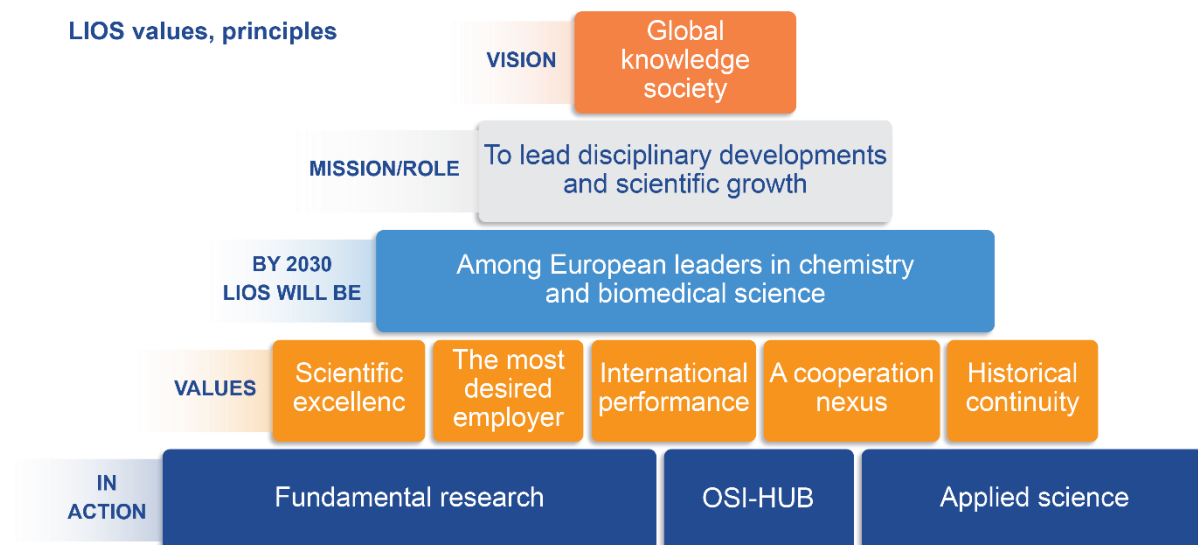 LIOS values, principles
VISION
Global
knowledge
society
MISSION/ROLE
To lead disciplinary developments
and scientific growth
BY 2030
LIOS WILL BE
Among European leaders in chemistry
and biomedical science
VALUES
Scientific
excellenc
The most
desired
employer
International
performance
A cooperation
nexus
Historical
continuity
IN
ACTION
Fundamental research
OSI-HUB
Applied science